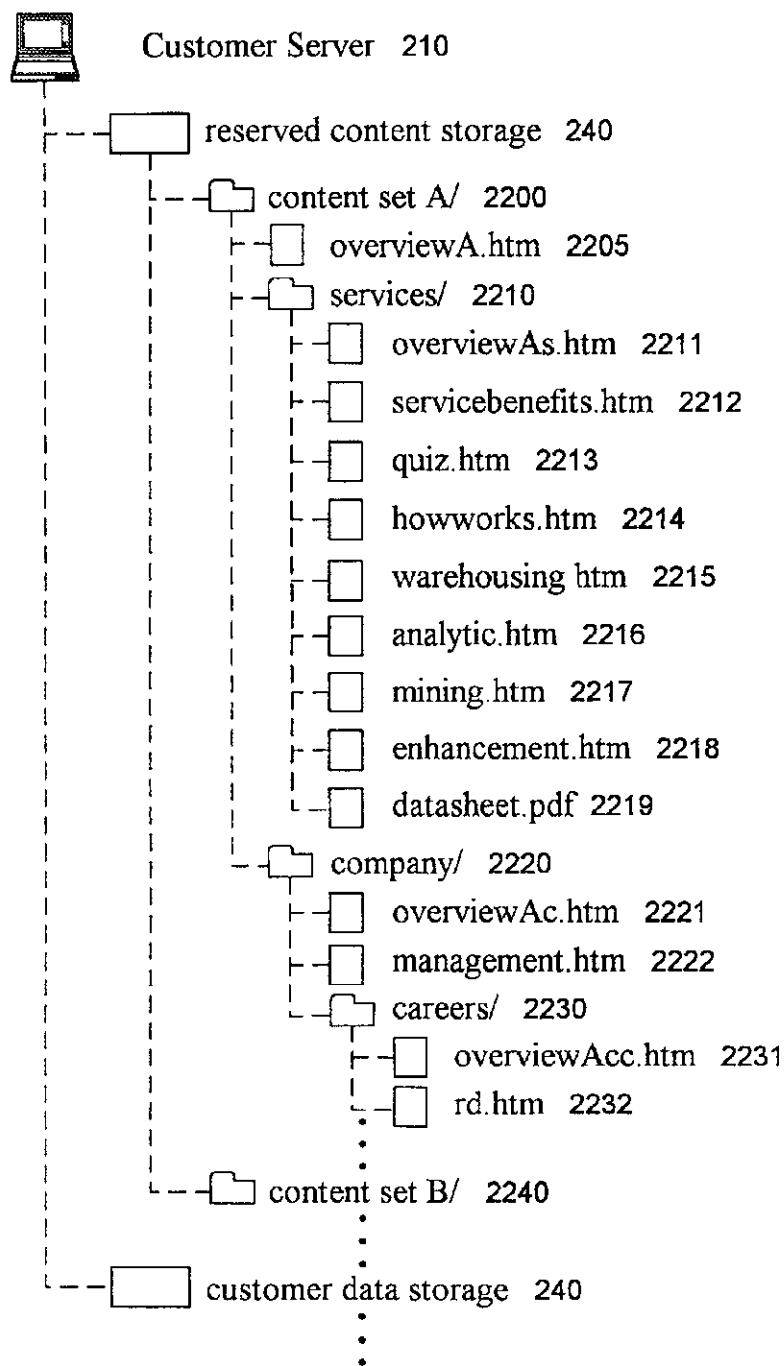 Customer Server 210
reserved content storage 240
content set A/ 2200
overviewA.htm 2205
services/ 2210
overviewAs.htm 2211
servicebenefits.htm 2212
quiz.htm 2213
howworks.htm 2214
warehousing htm 2215
analytic.htm 2216
mining.htm 2217
enhancement.htm 2218
datasheet.pdf 2219
company/ 2220
overviewAc.htm 2221
management.htm 2222
careers/ 2230
overviewAcc.htm 2231
rd.htm 2232
content set B/ 2240
customer data storage 240